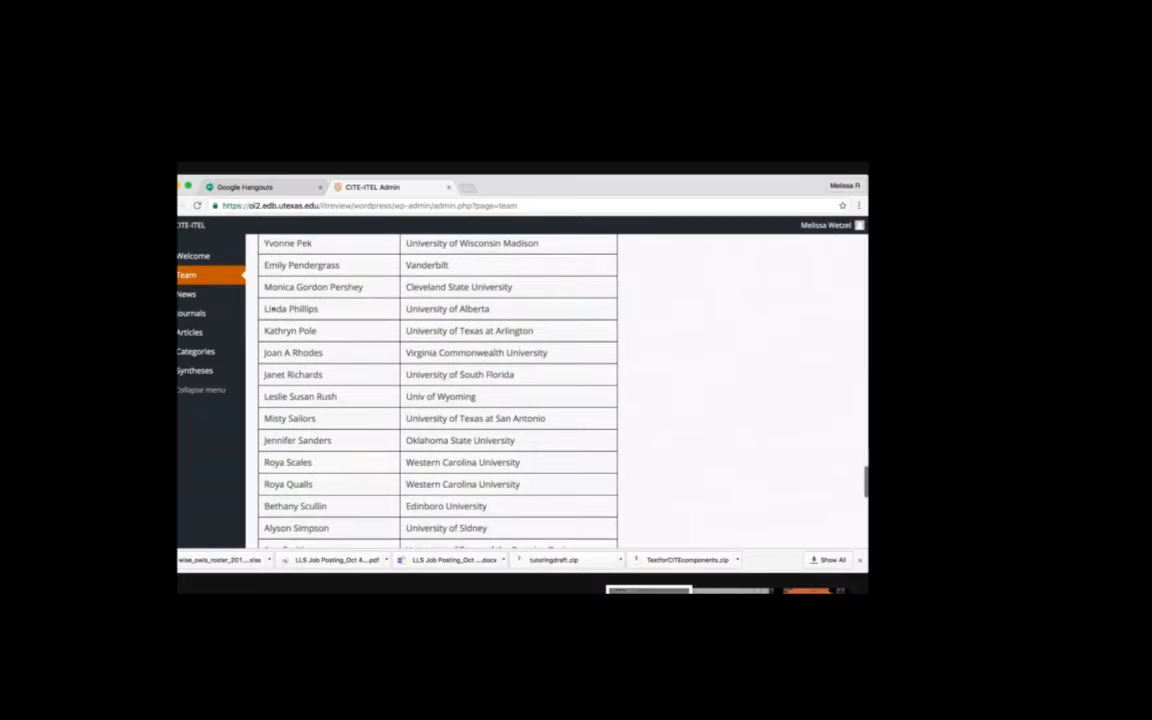 Google Hangouts
CITE-ITEL Admin
Melissa R
https://oi2.edb.utexas.edu/litreview/wordpress/wp-admin/admin.php?page=team
CITE-ITEL
Melissa Wetzel
Welcome
Team
News
Journals
Articles
Categories
Syntheses
Collapse menu
Yvonne Pek University of Wisconsin Madison
Emily Pendergrass Vanderbilt
Monica Gordon Pershey Cleveland State University
Linda Phillips University of Alberta
Kathryn Pole University of Texas at Arlington
Joan A Rhodes Virginia Commonwealth University
Janet Richards University of South Florida
Leslie Susan Rush Univ of Wyoming
Misty Sailors University of Texas at San Antonio
Jennifer Sanders Oklahoma State University
Roya Scales Western Carolina University
Roya Qualls Western Carolina University
Bethany Scullin Edinboro University
Alyson Simpson University of Sidney
wise_owls_roster_201....xlsx
LLS Job Posting_Oct 4....pdf
LLS Job Posting_Oct ....docx
tutoringdraft.zip
TextforCITEcomponents.zip
Show All